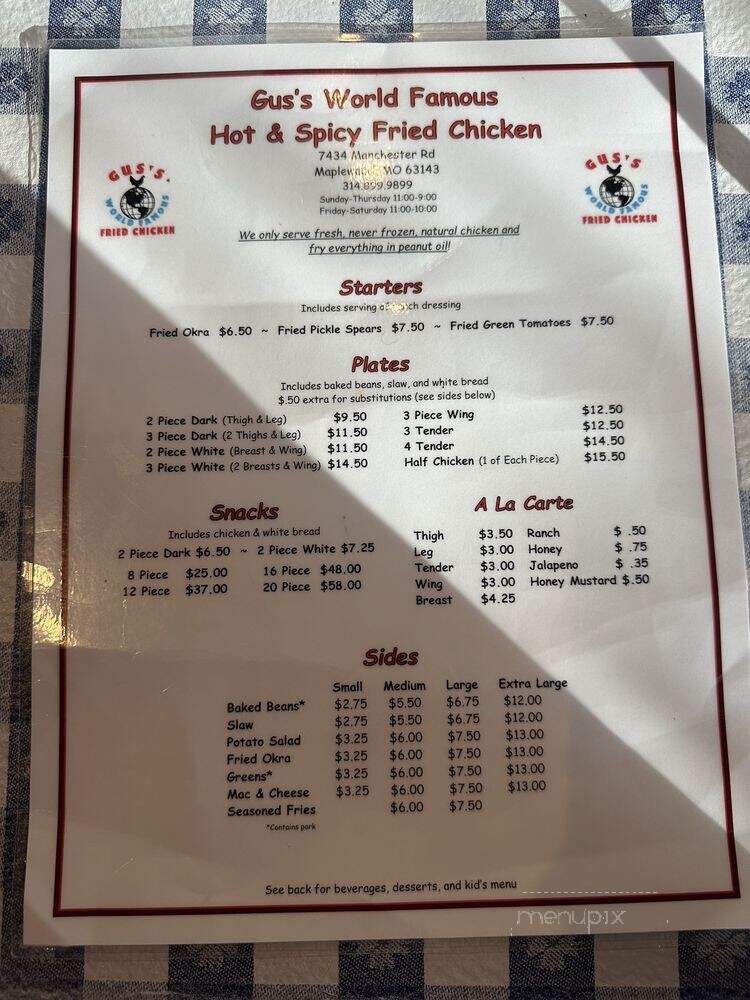 Gus's World Famous
Hot & Spicy Fried Chicken
7434 Manchester Rd
Maplewood, MO 63143
314.899.9899
Sunday-Thursday 11:00-9:00
Friday-Saturday 11:00-10:00
GUS'S.
WORLD FAMOUS
FRIED CHICKEN
GUS'S
WORLD FAMOUS
FRIED CHICKEN
We only serve fresh, never frozen, natural chicken and
fry everything in peanut oil!
Starters
Includes serving of ranch dressing
Fried Okra $6.50 ~ Fried Pickle Spears $7.50 ~ Fried Green Tomatoes $7.50
Plates
Includes baked beans, slaw, and white bread
$.50 extra for substitutions (see sides below)
2 Piece Dark (Thigh & Leg) $9.50
3 Piece Dark (2 Thighs & Leg) $11.50
2 Piece White (Breast & Wing) $11.50
3 Piece White (2 Breasts & Wing) $14.50
3 Piece Wing $12.50
3 Tender $12.50
4 Tender $14.50
Half Chicken (1 of Each Piece) $15.50
Snacks
Includes chicken & white bread
2 Piece Dark $6.50 ~ 2 Piece White $7.25
8 Piece $25.00 16 Piece $48.00
12 Piece $37.00 20 Piece $58.00
A La Carte
Thigh $3.50 Ranch $ .50
Leg $3.00 Honey $ .75
Tender $3.00 Jalapeno $ .35
Wing $3.00 Honey Mustard $.50
Breast $4.25
Sides
Small Medium Large Extra Large
Baked Beans* $2.75 $5.50 $6.75 $12.00
Slaw $2.75 $5.50 $6.75 $12.00
Potato Salad $3.25 $6.00 $7.50 $13.00
Fried Okra $3.25 $6.00 $7.50 $13.00
Greens* $3.25 $6.00 $7.50 $13.00
Mac & Cheese $3.25 $6.00 $7.50 $13.00
Seasoned Fries $6.00 $7.50
*Contains pork
See back for beverages, desserts, and kid's menu
menupix